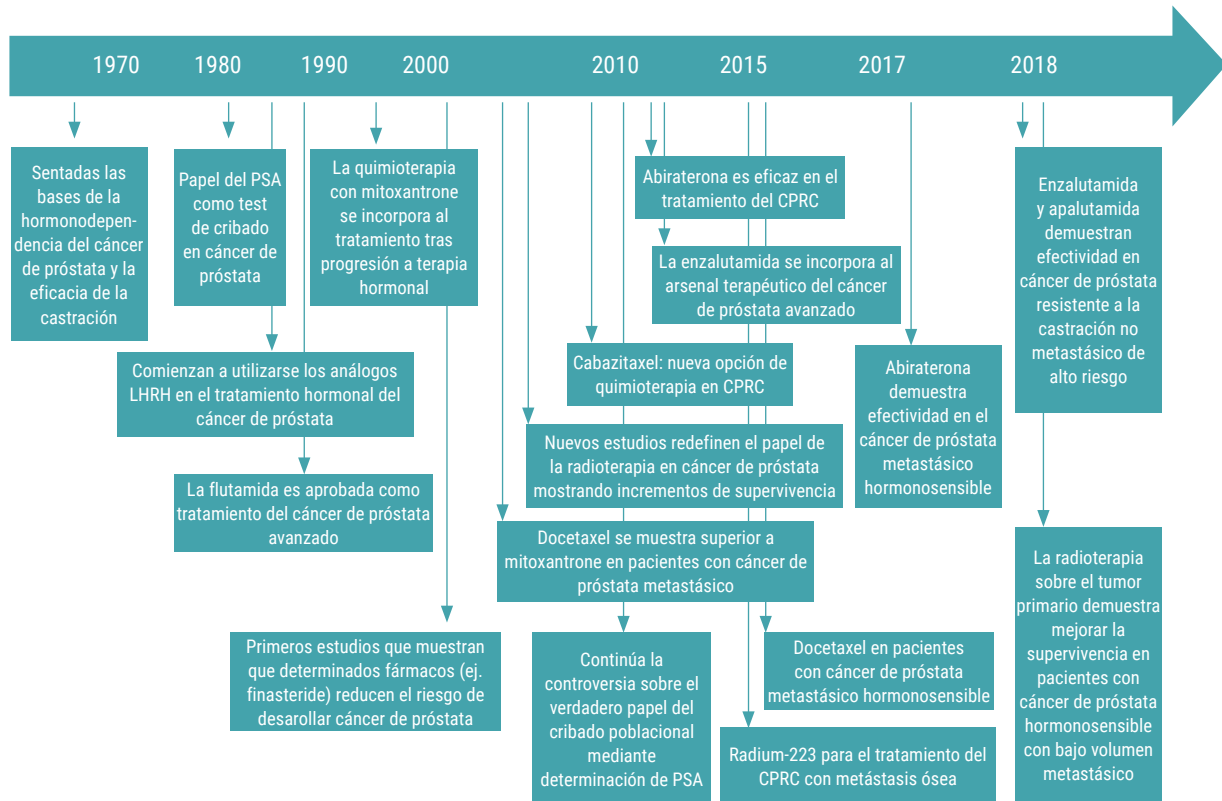 1970 1980 1990 2000 2010 2015 2017 2018
Sentadas las
bases de la
hormonodepen-
dencia del cáncer
de próstata y la
eficacia de la
castración
Papel del PSA
como test
de cribado
en cáncer de
próstata
La quimioterapia
con mitoxantrone
se incorpora al
tratamiento tras
progresión a terapia
hormonal
Abiraterona es eficaz en el
tratamiento del CPRC
Enzalutamida
y apalutamida
demuestran
efectividad en
cáncer de próstata
resistente a la
castración no
metastásico de
alto riesgo
La enzalutamida se incorpora al
arsenal terapéutico del cáncer
de próstata avanzado
Comienzan a utilizarse los análogos
LHRH en el tratamiento hormonal del
cáncer de próstata
Cabazitaxel: nueva opción de
quimioterapia en CPRC
Abiraterona
demuestra
efectividad en el
cáncer de próstata
metastásico
hormonosensible
Nuevos estudios redefinen el papel de
la radioterapia en cáncer de próstata
mostrando incrementos de supervivencia
La flutamida es aprobada como
tratamiento del cáncer de próstata
avanzado
Docetaxel se muestra superior a
mitoxantrone en pacientes con cáncer de
próstata metastásico
La radioterapia
sobre el tumor
primario demuestra
mejorar la
supervivencia en
pacientes con
cáncer de próstata
hormonosensible
con bajo volumen
metastásico
Primeros estudios que muestran
que determinados fármacos (ej.
finasteride) reducen el riesgo de
desarollar cáncer de próstata
Continúa la
controversia sobre el
verdadero papel del
cribado poblacional
mediante
determinación de PSA
Docetaxel en pacientes
con cáncer de próstata
metastásico hormonosensible
Radium-223 para el tratamiento del
CPRC con metástasis ósea